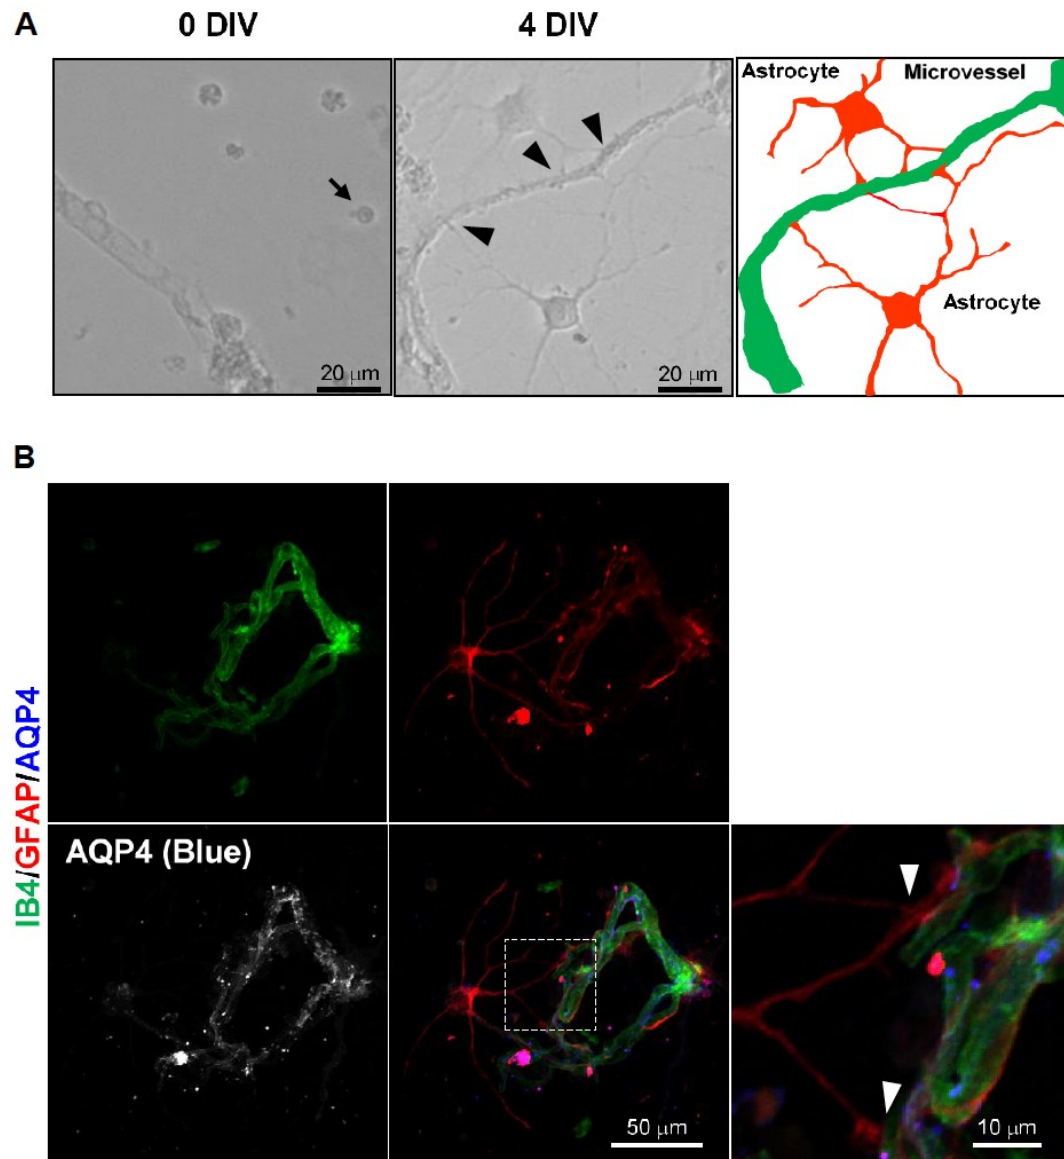 A
0 DIV
4 DIV
20 μm
20 μm
Astrocyte
Microvessel
Astrocyte
B
IB4/GFAP/AQP4
AQP4 (Blue)
50 μm
10 μm